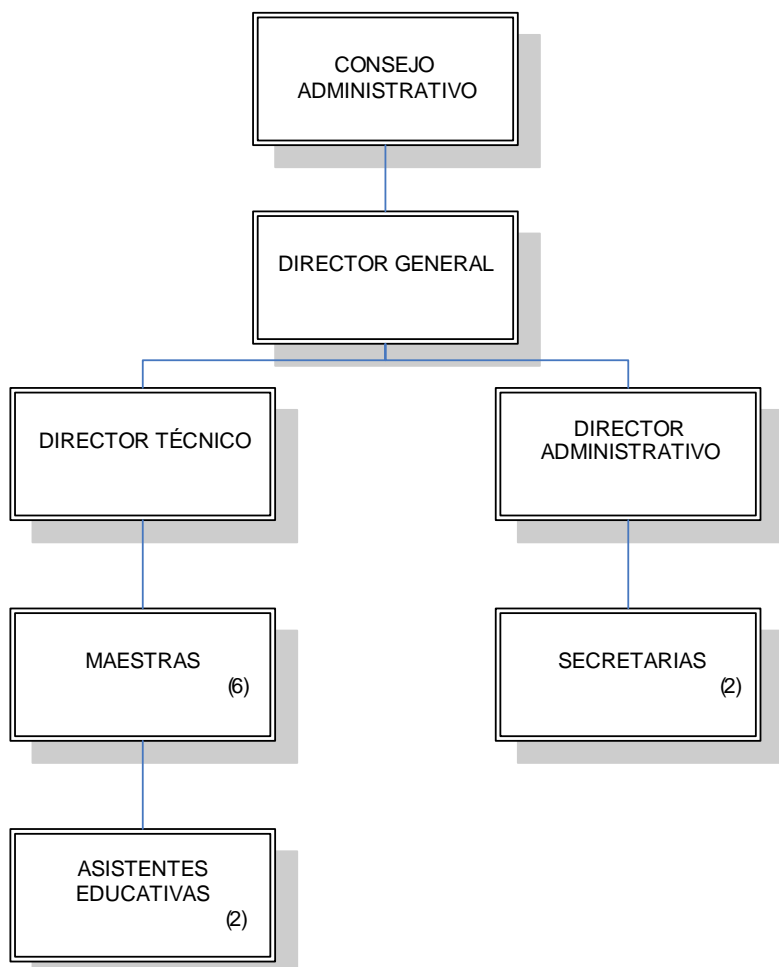 CONSEJO
ADMINISTRATIVO
DIRECTOR GENERAL
DIRECTOR TÉCNICO
DIRECTOR
ADMINISTRATIVO
MAESTRAS
(6)
SECRETARIAS
(2)
ASISTENTES
EDUCATIVAS
(2)